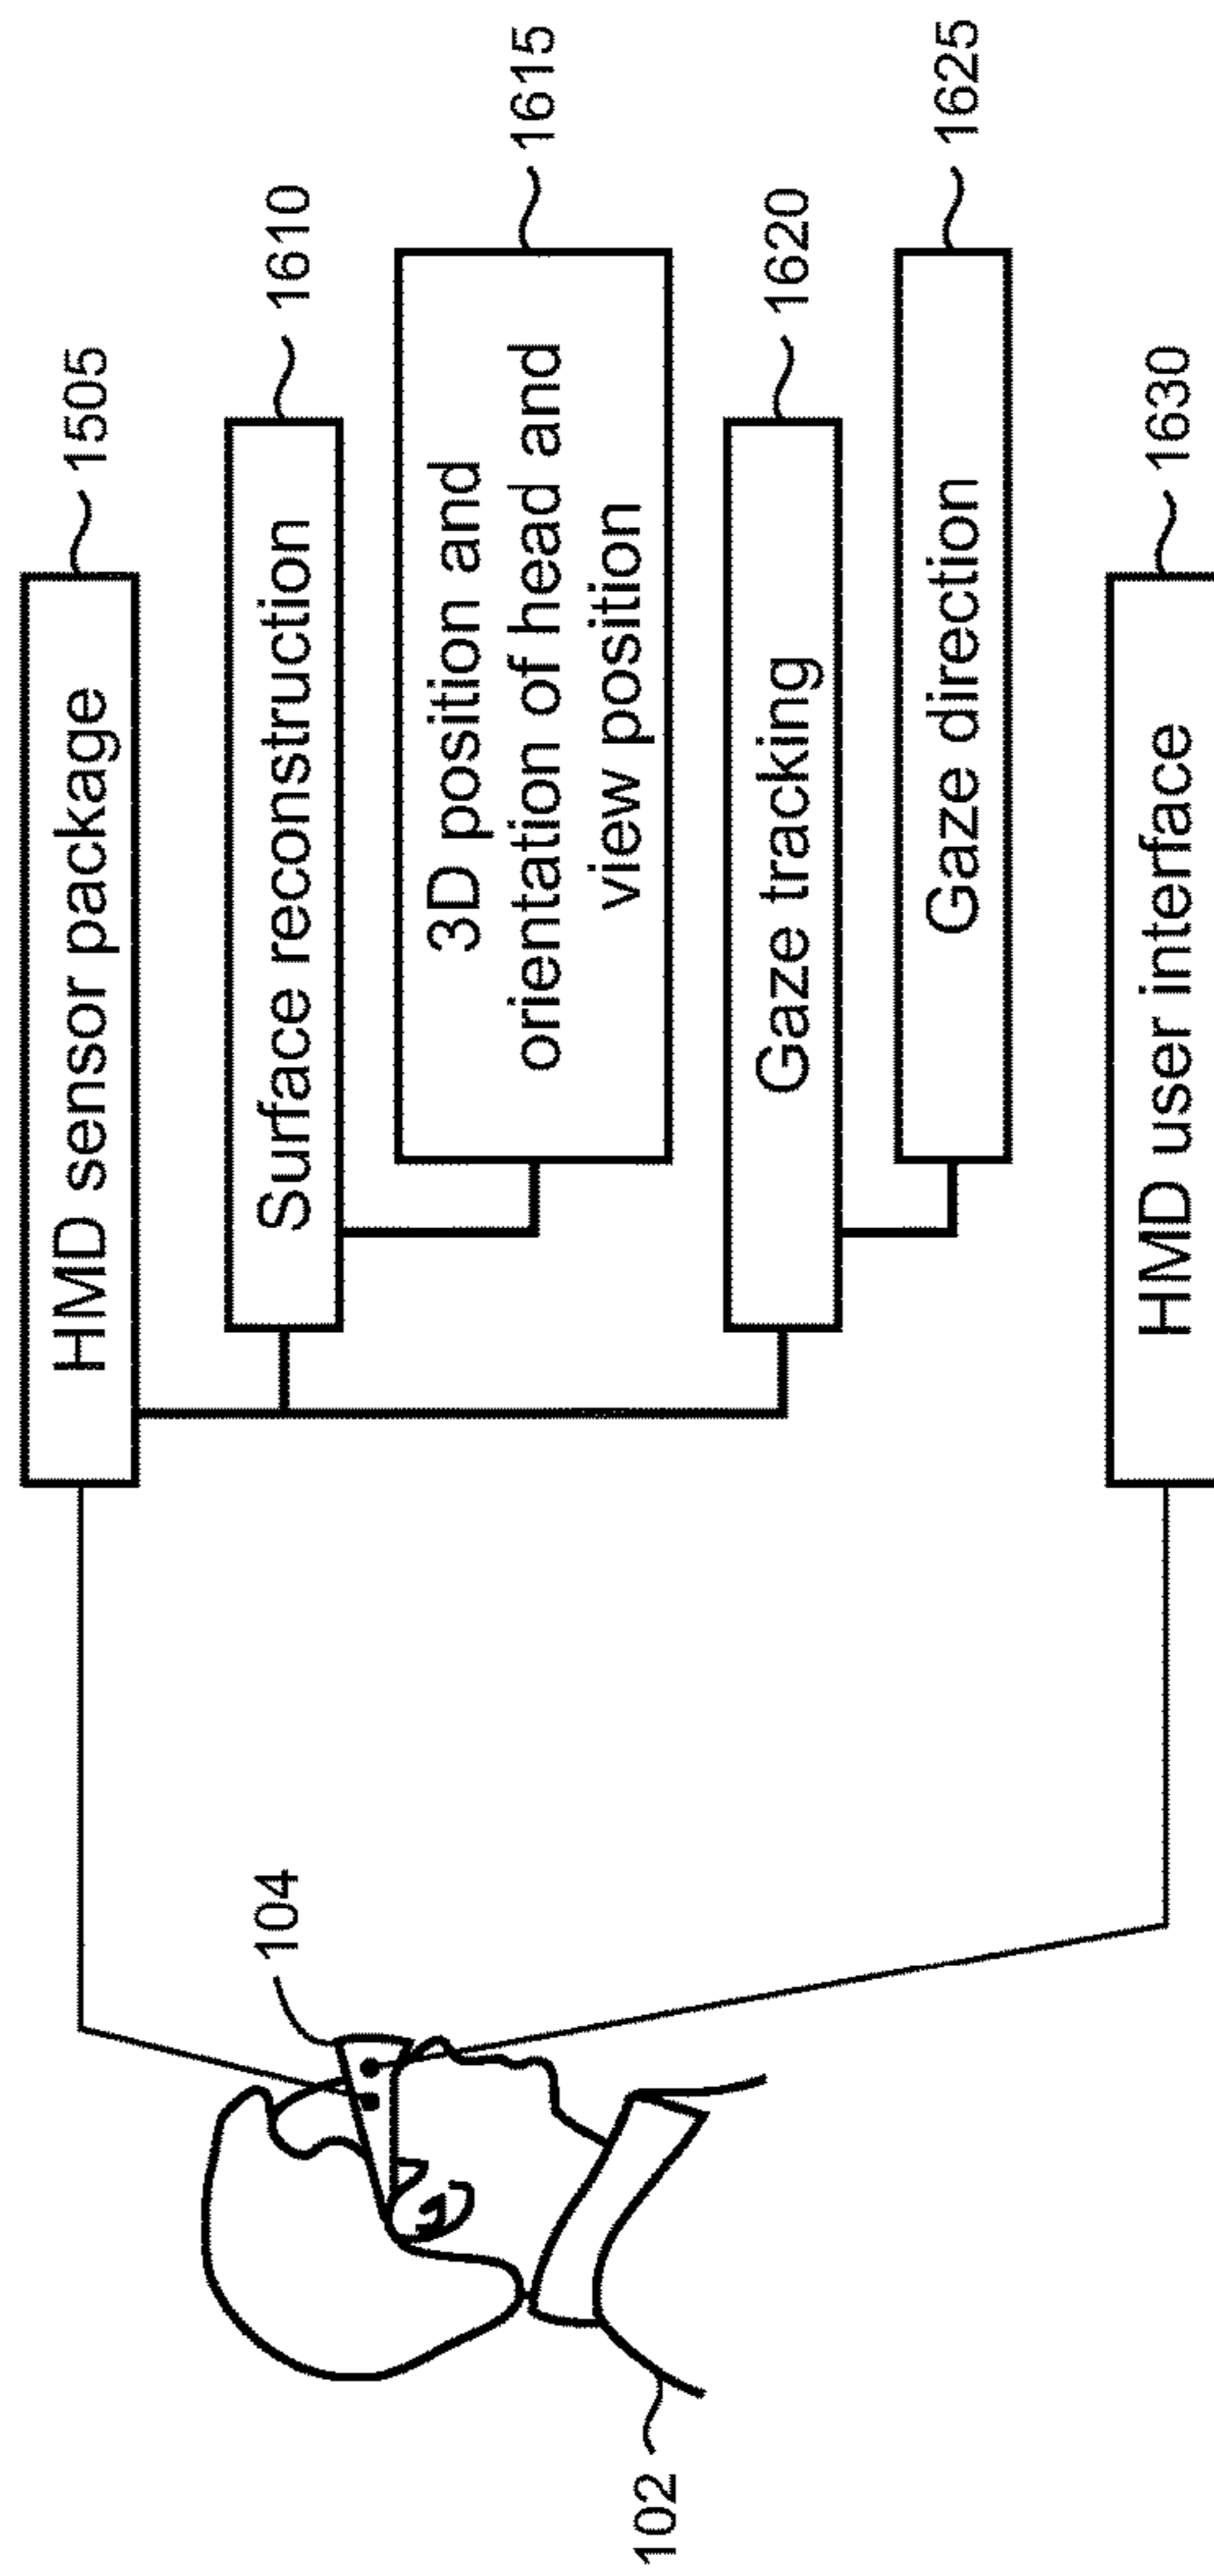 HMD sensor package
1505
Surface reconstruction
1610
3D position and
orientation of head and
view position
1615
Gaze tracking
1620
Gaze direction
1625
HMD user interface
1630
104
102